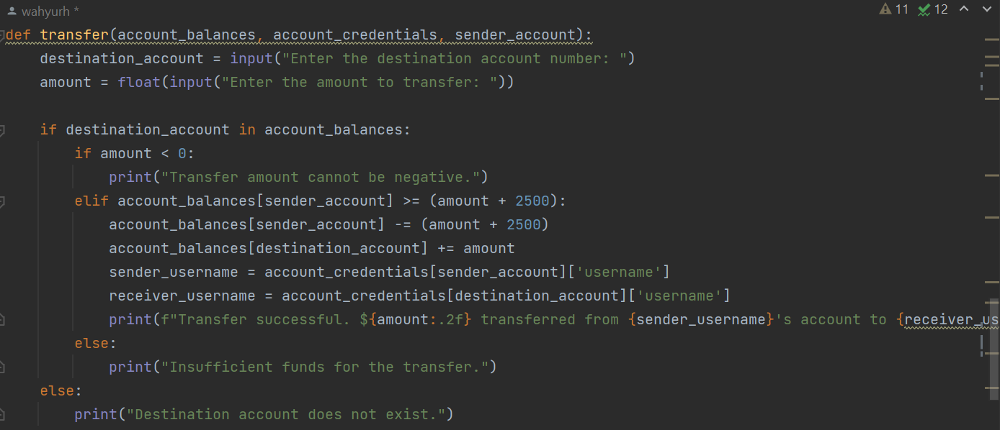 wahyurh *
11 12
def transfer(account_balances, account_credentials, sender_account):
    destination_account = input("Enter the destination account number: ")
    amount = float(input("Enter the amount to transfer: "))

    if destination_account in account_balances:
        if amount < 0:
            print("Transfer amount cannot be negative.")
        elif account_balances[sender_account] >= (amount + 2500):
            account_balances[sender_account] -= (amount + 2500)
            account_balances[destination_account] += amount
            sender_username = account_credentials[sender_account]['username']
            receiver_username = account_credentials[destination_account]['username']
            print(f"Transfer successful. ${amount:.2f} transferred from {sender_username}'s account to {receiver_us
        else:
            print("Insufficient funds for the transfer.")
    else:
        print("Destination account does not exist.")